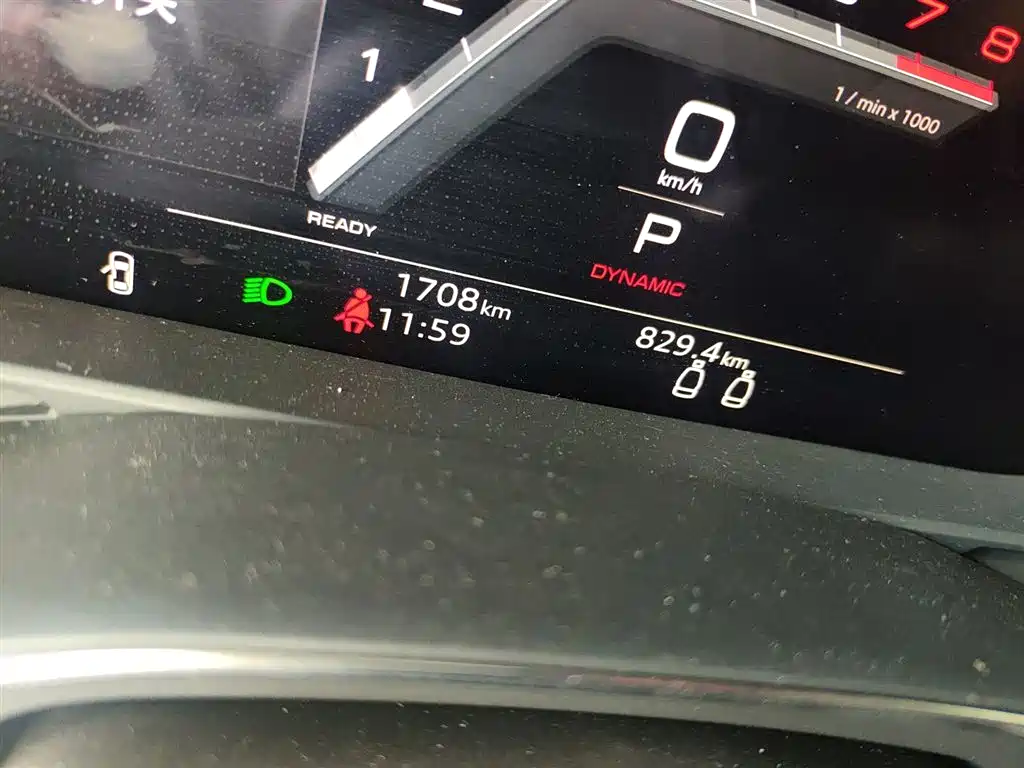 1
7
8
1 / min x 1000
0
km/h
READY
P
DYNAMIC
1708 km
829.4 km
11:59